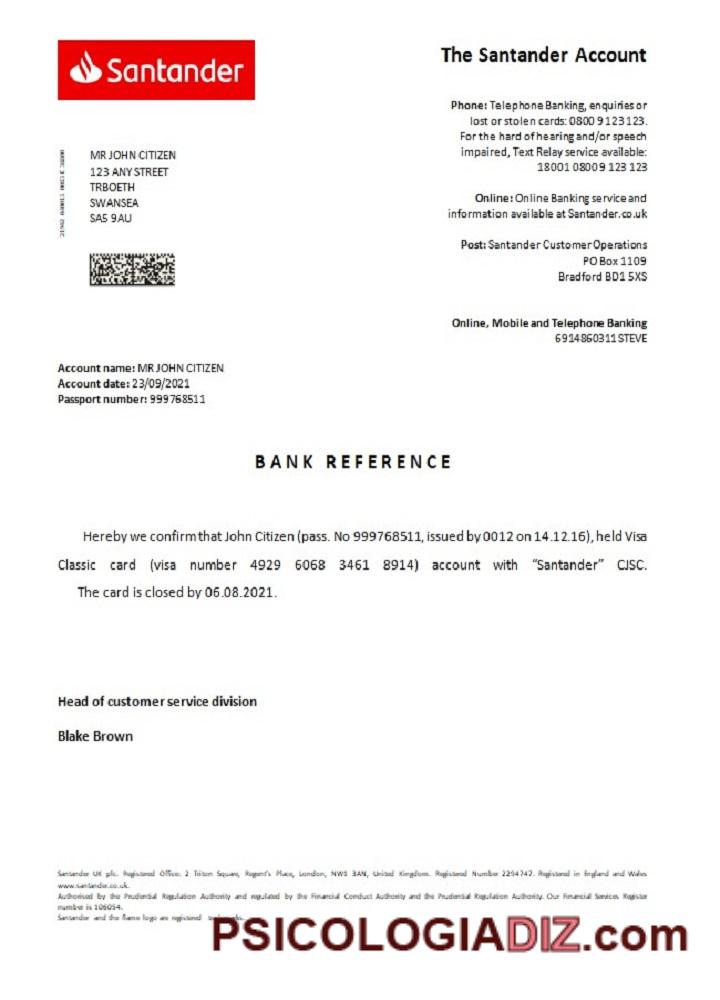 Santander
The Santander Account
Phone: Telephone Banking, enquiries or
lost or stolen cards: 0800 9 123 123.
For the hard of hearing and/or speech
impaired, Text Relay service available:
18001 0800 9 123 123
MR JOHN CITIZEN
123 ANY STREET
TRBOETH
SWANSEA
SA5 9AU
Online: Online Banking service and
information available at Santander.co.uk
Post: Santander Customer Operations
PO Box 1109
Bradford BD1 5XS
Online, Mobile and Telephone Banking
6914860311 STEVE
Account name: MR JOHN CITIZEN
Account date: 23/09/2021
Passport number: 999768511
BANK REFERENCE
Hereby we confirm that John Citizen (pass. No 999768511, issued by 0012 on 14.12.16), held Visa
Classic card (visa number 4929 6068 3461 8914) account with “Santander” CJSC.
The card is closed by 06.08.2021.
Head of customer service division
Blake Brown
Santander UK plc. Registered Office: 2 Triton Square, Regent's Place, London, NW1 3AN, United Kingdom. Registered Number 2294747. Registered in England and Wales
www.santander.co.uk.
Authorised by the Prudential Regulation Authority and regulated by the Financial Conduct Authority and the Prudential Regulation Authority. Our Financial Services Register
number is 106054.
Santander and the flame logo are registered trademarks.
PSICOLOGIADIZ.com